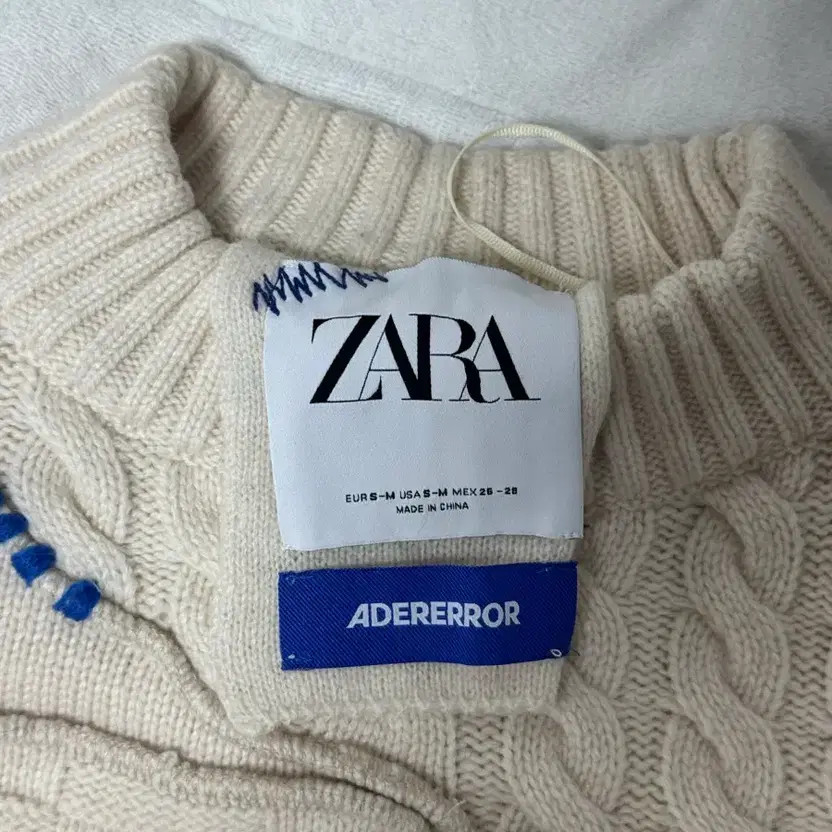 ZARA
EUR S-M USA S-M MEX 26 - 28
MADE IN CHINA
ADERERROR